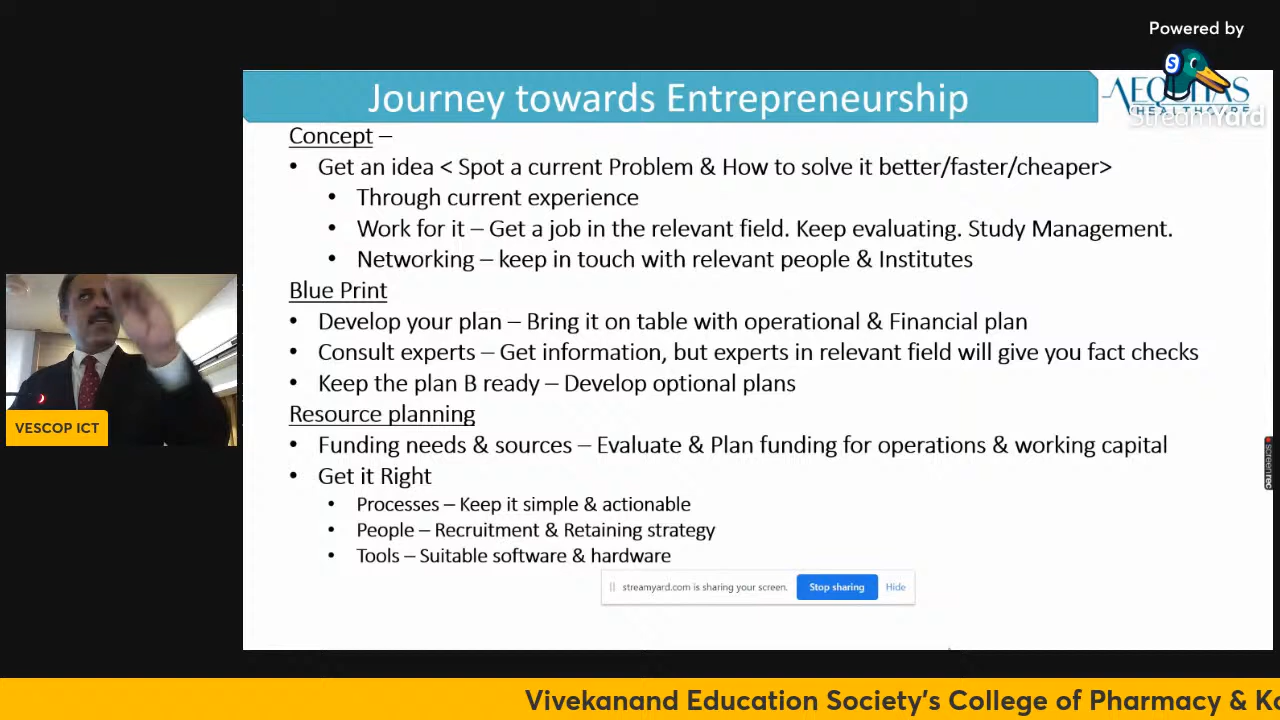 Powered by
StreamYard
Journey towards Entrepreneurship
AEQUITAS
HEALTHCARE
Concept –
• Get an idea < Spot a current Problem & How to solve it better/faster/cheaper>
• Through current experience
• Work for it – Get a job in the relevant field. Keep evaluating. Study Management.
• Networking – keep in touch with relevant people & Institutes
Blue Print
• Develop your plan – Bring it on table with operational & Financial plan
• Consult experts – Get information, but experts in relevant field will give you fact checks
• Keep the plan B ready – Develop optional plans
Resource planning
• Funding needs & sources – Evaluate & Plan funding for operations & working capital
• Get it Right
• Processes – Keep it simple & actionable
• People – Recruitment & Retaining strategy
• Tools – Suitable software & hardware
VESCOP ICT
streamyard.com is sharing your screen.
Stop sharing
Hide
screenrec
Vivekanand Education Society's College of Pharmacy & K